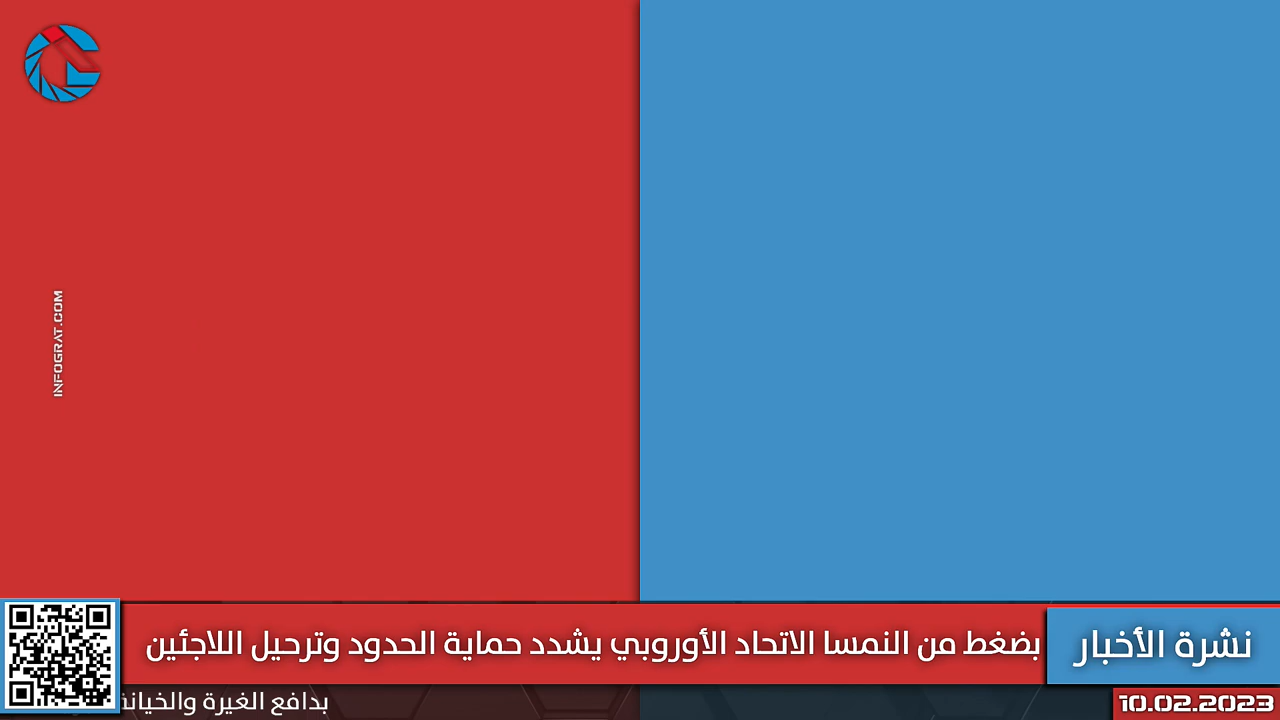 INFOGRAT.COM
نشرة الأخبار
بضغط من النمسا الاتحاد الأوروبي يشدد حماية الحدود وترحيل اللاجئين
بدافع الغيرة والخيانة
10.02.2023